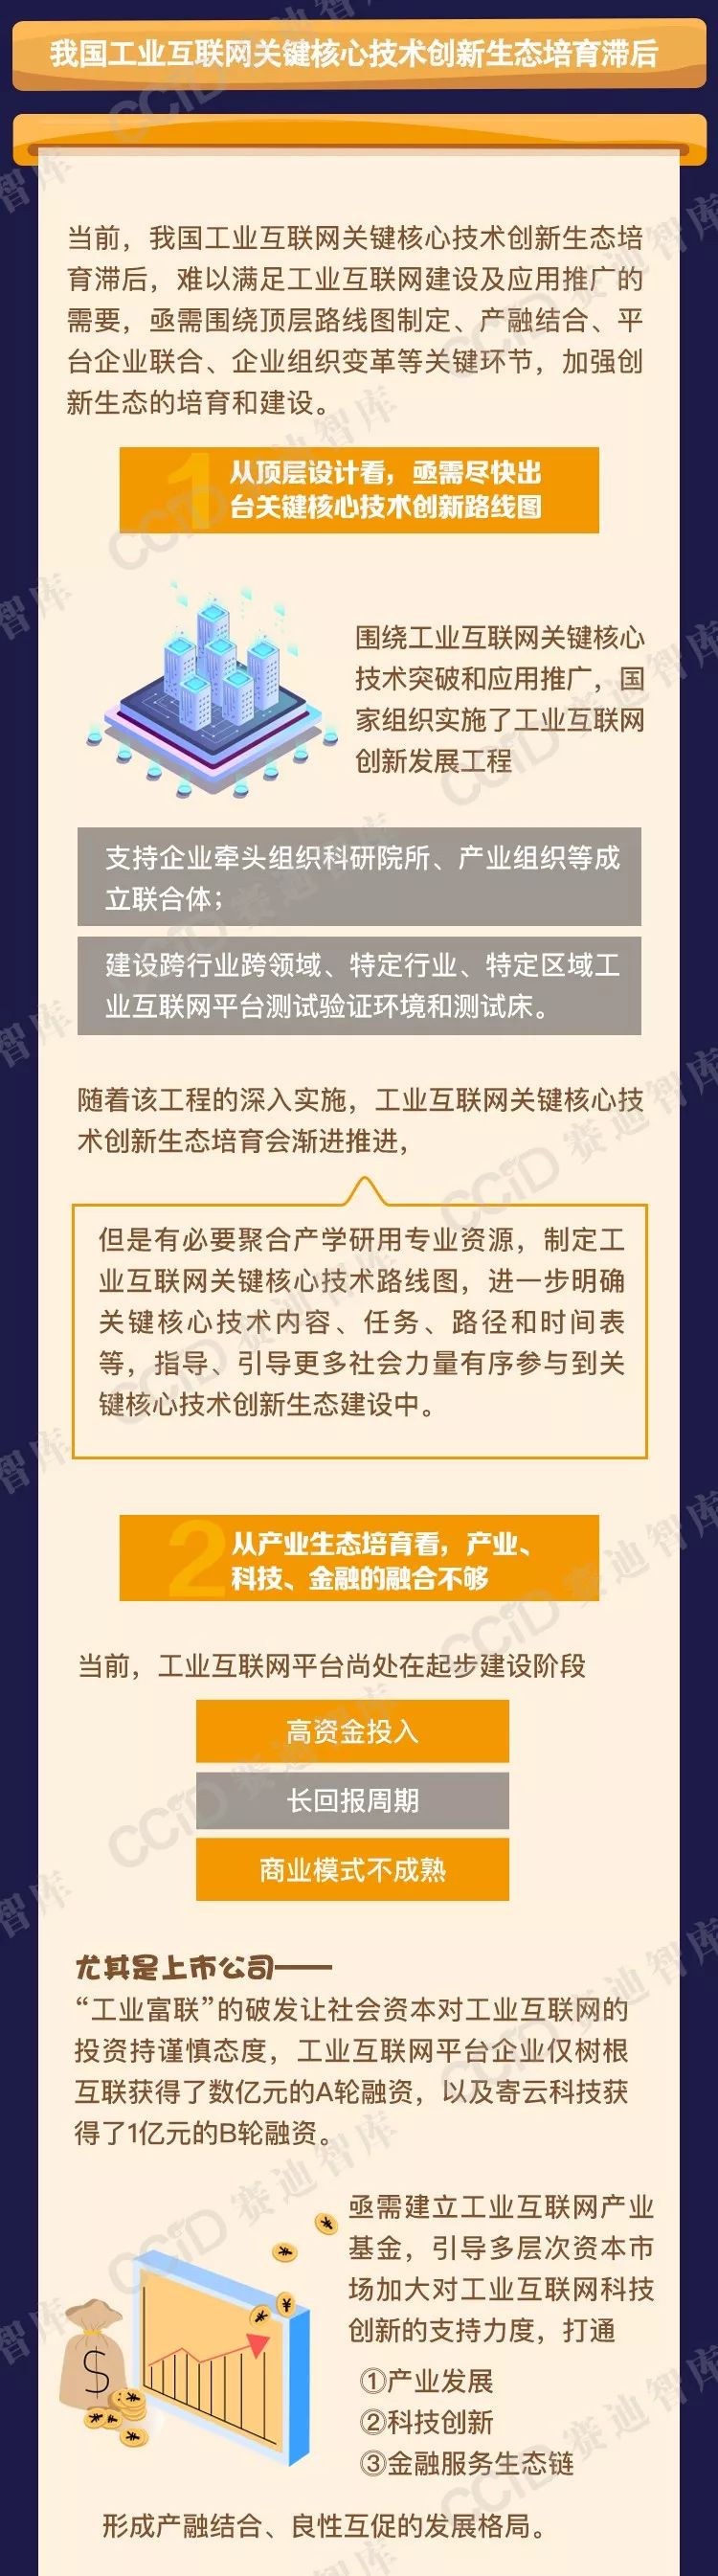 我国工业互联网关键核心技术创新生态培育滞后
当前，我国工业互联网关键核心技术创新生态培
育滞后，难以满足工业互联网建设及应用推广的
需要，亟需围绕顶层路线图制定、产融结合、平
台企业联合、企业组织变革等关键环节，加强创
新生态的培育和建设。
1
从顶层设计看，亟需尽快出
台关键核心技术创新路线图
围绕工业互联网关键核心
技术突破和应用推广，国
家组织实施了工业互联网
创新发展工程
支持企业牵头组织科研院所、产业组织等成
立联合体；
建设跨行业跨领域、特定行业、特定区域工
业互联网平台测试验证环境和测试床。
随着该工程的深入实施，工业互联网关键核心技
术创新生态培育会渐进推进，
但是有必要聚合产学研用专业资源，制定工
业互联网关键核心技术路线图，进一步明确
关键核心技术内容、任务、路径和时间表
等，指导、引导更多社会力量有序参与到关
键核心技术创新生态建设中。
2
从产业生态培育看，产业、
科技、金融的融合不够
当前，工业互联网平台尚处在起步建设阶段
高资金投入
长回报周期
商业模式不成熟
尤其是上市公司——
“工业富联”的破发让社会资本对工业互联网的
投资持谨慎态度，工业互联网平台企业仅树根
互联获得了数亿元的A轮融资，以及寄云科技获
得了1亿元的B轮融资。
亟需建立工业互联网产业
基金，引导多层次资本市
场加大对工业互联网科技
创新的支持力度，打通
①产业发展
②科技创新
③金融服务生态链
形成产融结合、良性互促的发展格局。
CCID 赛迪智库